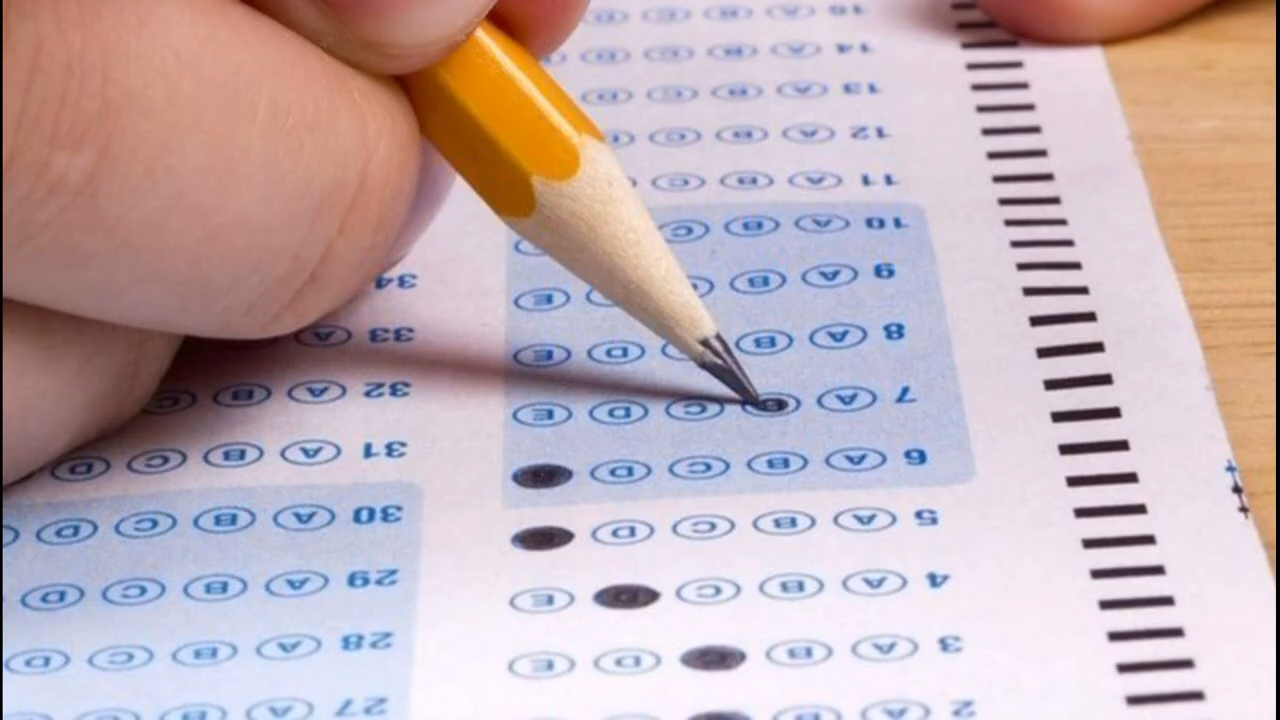 2 A B
3 A B D E
4 A B C E
5 A B C D
6 A B C D
7 A B C D E
8 A B D E
9 A B E
10 A B C
11 A B C
12 A B C
13 A B C D
14 A B C D
15 A B C D
27 A B
28 A B C D
29 A B C D
30 A B C D
31 A B C D
32 A B C
33 A
34